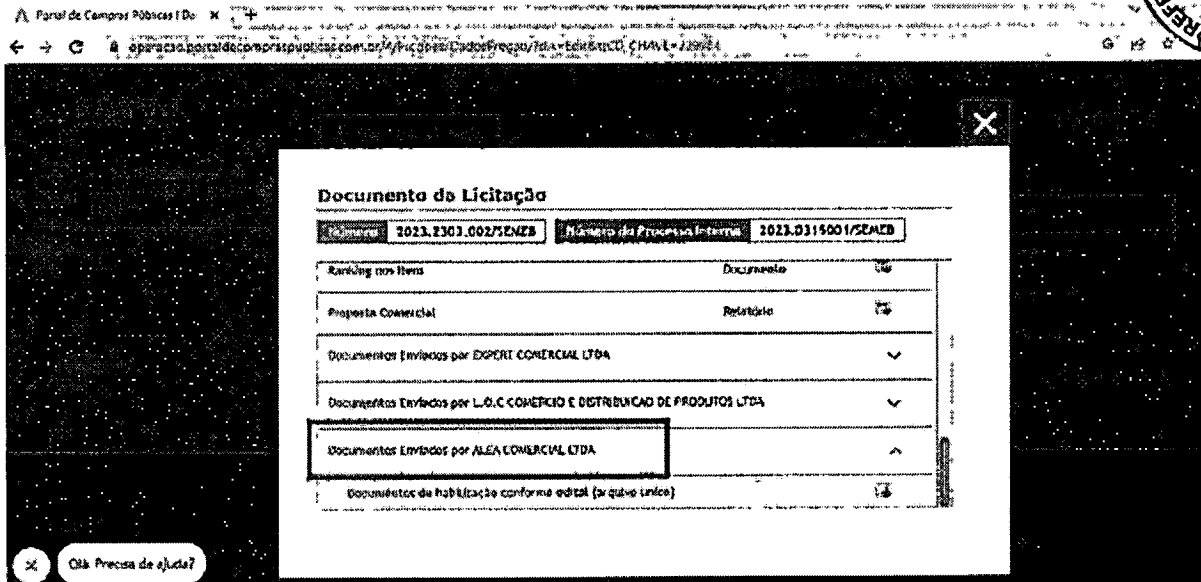 Portal de Compras Públicas | Do
Documento da Licitação
Número 2023.2303.002/SEMEB Número do Processo Interno 2023.0315001/SEMEB
Ranking nos Itens Documento
Proposta Comercial Relatório
Documentos Enviados por EXPERT COMERCIAL LTDA
Documentos Enviados por L.O.C COMERCIO E DISTRIBUICAO DE PRODUTOS LTDA
Documentos Enviados por ALEA COMERCIAL LTDA
Documentos de habilitação conforme edital (arquivo único)
Olá! Precisa de ajuda?